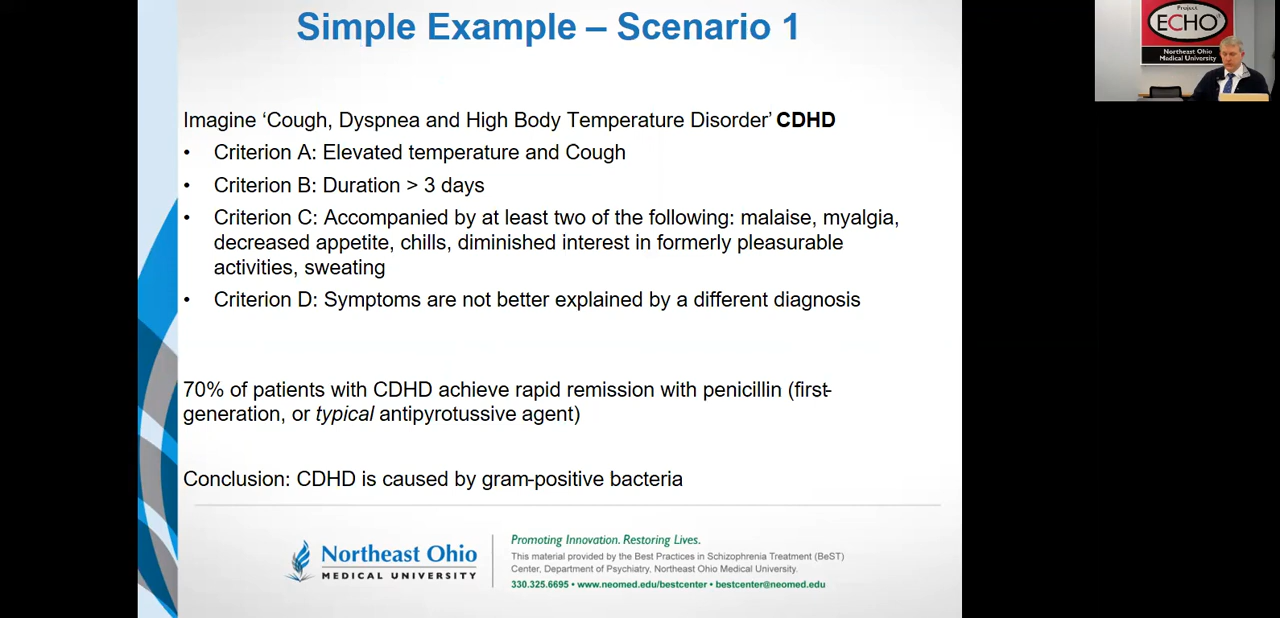 Simple Example – Scenario 1
Project
ECHO®
Northeast Ohio
Medical University
Imagine ‘Cough, Dyspnea and High Body Temperature Disorder’ CDHD
• Criterion A: Elevated temperature and Cough
• Criterion B: Duration > 3 days
• Criterion C: Accompanied by at least two of the following: malaise, myalgia,
decreased appetite, chills, diminished interest in formerly pleasurable
activities, sweating
• Criterion D: Symptoms are not better explained by a different diagnosis
70% of patients with CDHD achieve rapid remission with penicillin (first-
generation, or typical antipyrotussive agent)
Conclusion: CDHD is caused by gram-positive bacteria
Northeast Ohio
MEDICAL UNIVERSITY
Promoting Innovation. Restoring Lives.
This material provided by the Best Practices in Schizophrenia Treatment (BeST)
Center, Department of Psychiatry, Northeast Ohio Medical University.
330.325.6695 • www.neomed.edu/bestcenter • bestcenter@neomed.edu